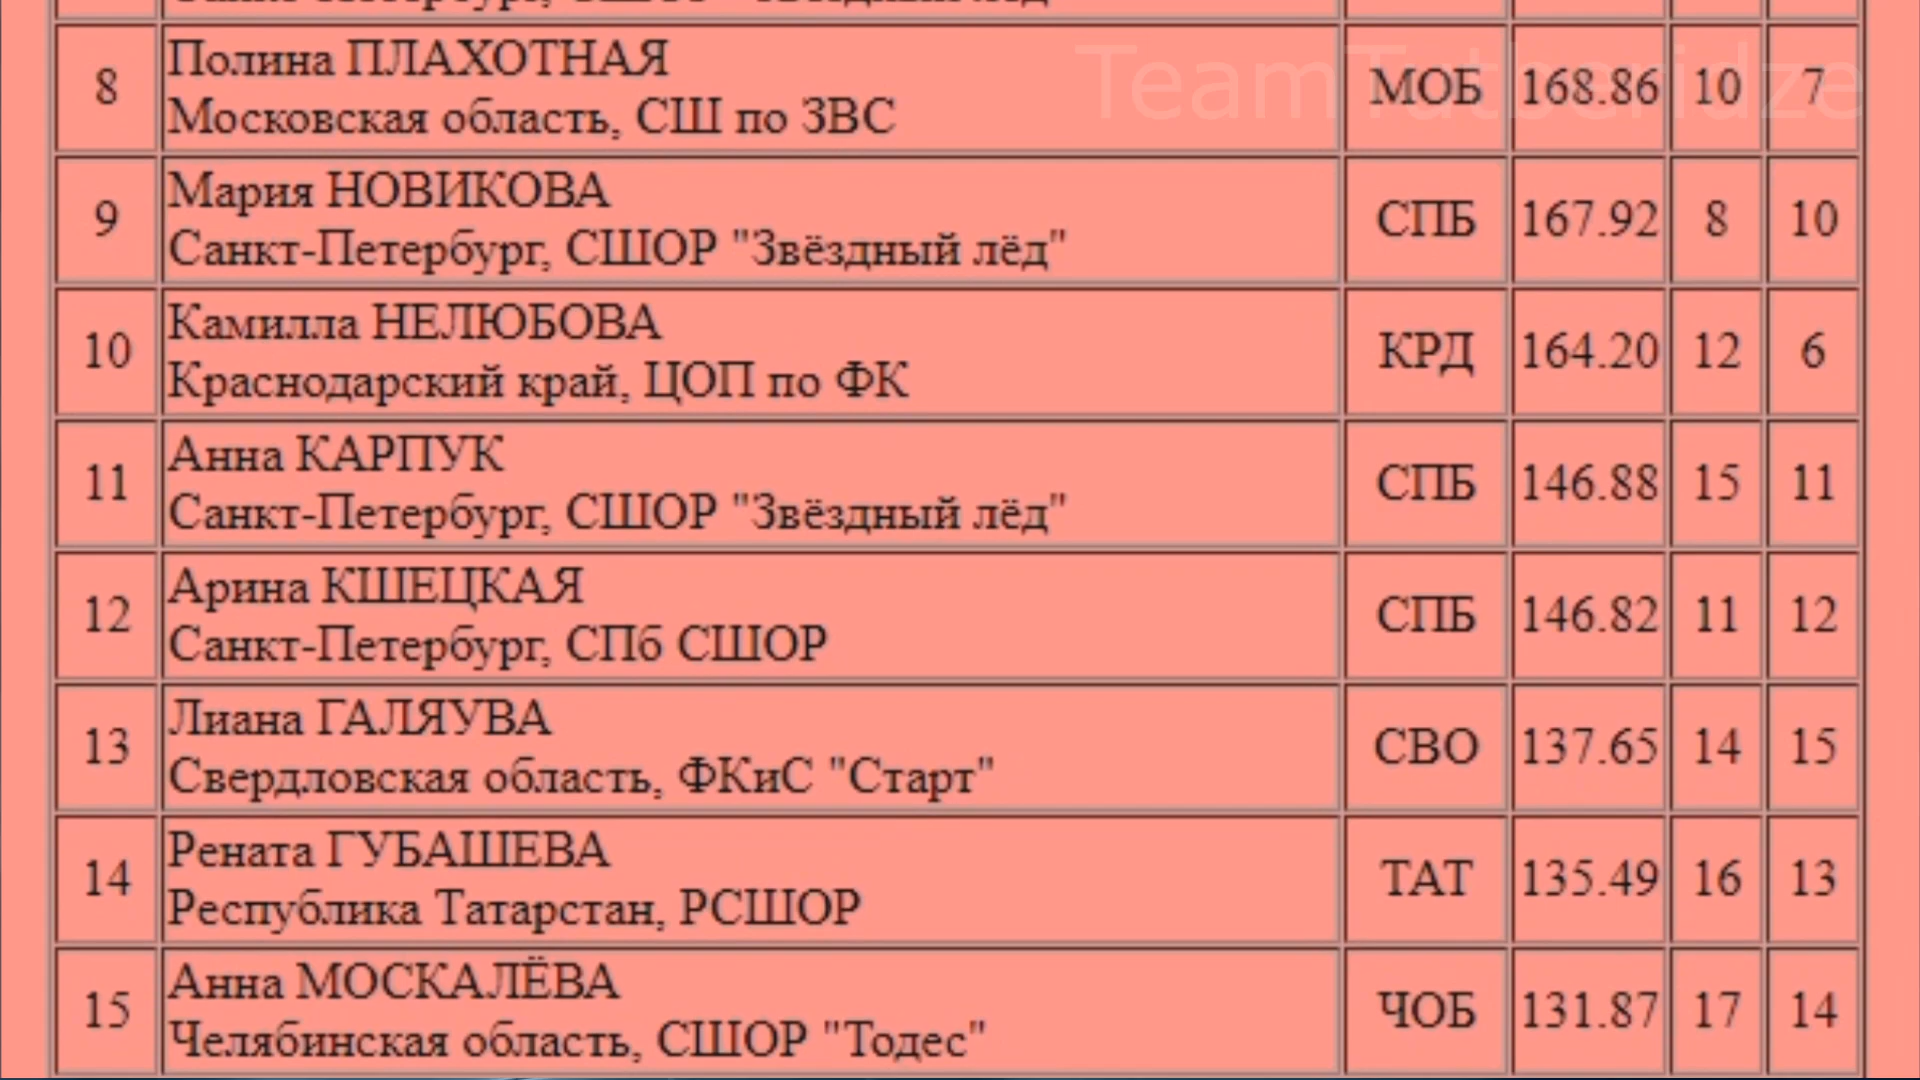 Санкт-Петербург, СШОР "Звёздный лёд"
TeamTutberidze
8 Полина ПЛАХОТНАЯ МОБ 168.86 10 7
Московская область, СШ по ЗВС
9 Мария НОВИКОВА СПБ 167.92 8 10
Санкт-Петербург, СШОР "Звёздный лёд"
10 Камилла НЕЛЮБОВА КРД 164.20 12 6
Краснодарский край, ЦОП по ФК
11 Анна КАРПУК СПБ 146.88 15 11
Санкт-Петербург, СШОР "Звёздный лёд"
12 Арина КШЕЦКАЯ СПБ 146.82 11 12
Санкт-Петербург, СПб СШОР
13 Лиана ГАЛЯУВА СВО 137.65 14 15
Свердловская область, ФКиС "Старт"
14 Рената ГУБАШЕВА ТАТ 135.49 16 13
Республика Татарстан, РСШОР
15 Анна МОСКАЛЁВА ЧОБ 131.87 17 14
Челябинская область, СШОР "Тодес"